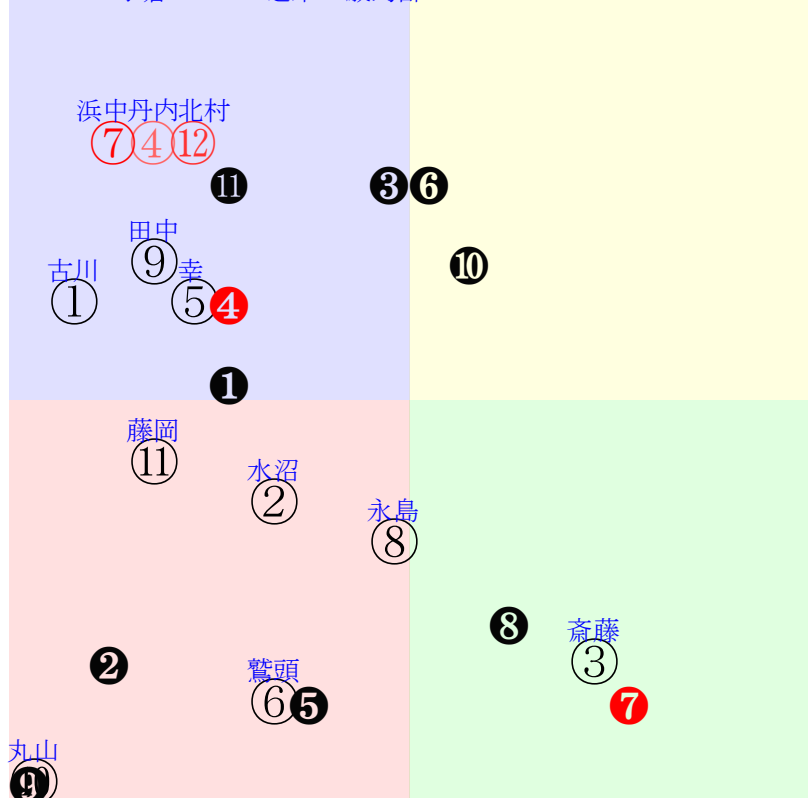 浜中丹内北村
⑦④⑫
⓫ ❸❻
田中
⑨ ❿
古川 幸
① ⑤❹
❶
藤岡
⑪ 水沼
② 永島
⑧
❽ 斎藤
❷ 鷲頭 ③
⑥❺ ❼
丸山
❾